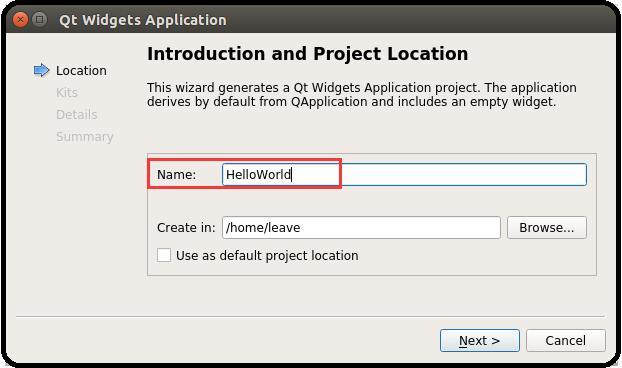 Qt Widgets Application
Introduction and Project Location
Location
Kits
Details
Summary
This wizard generates a Qt Widgets Application project. The application
derives by default from QApplication and includes an empty widget.
Name: HelloWorld
Create in: /home/leave Browse...
Use as default project location
Next > Cancel